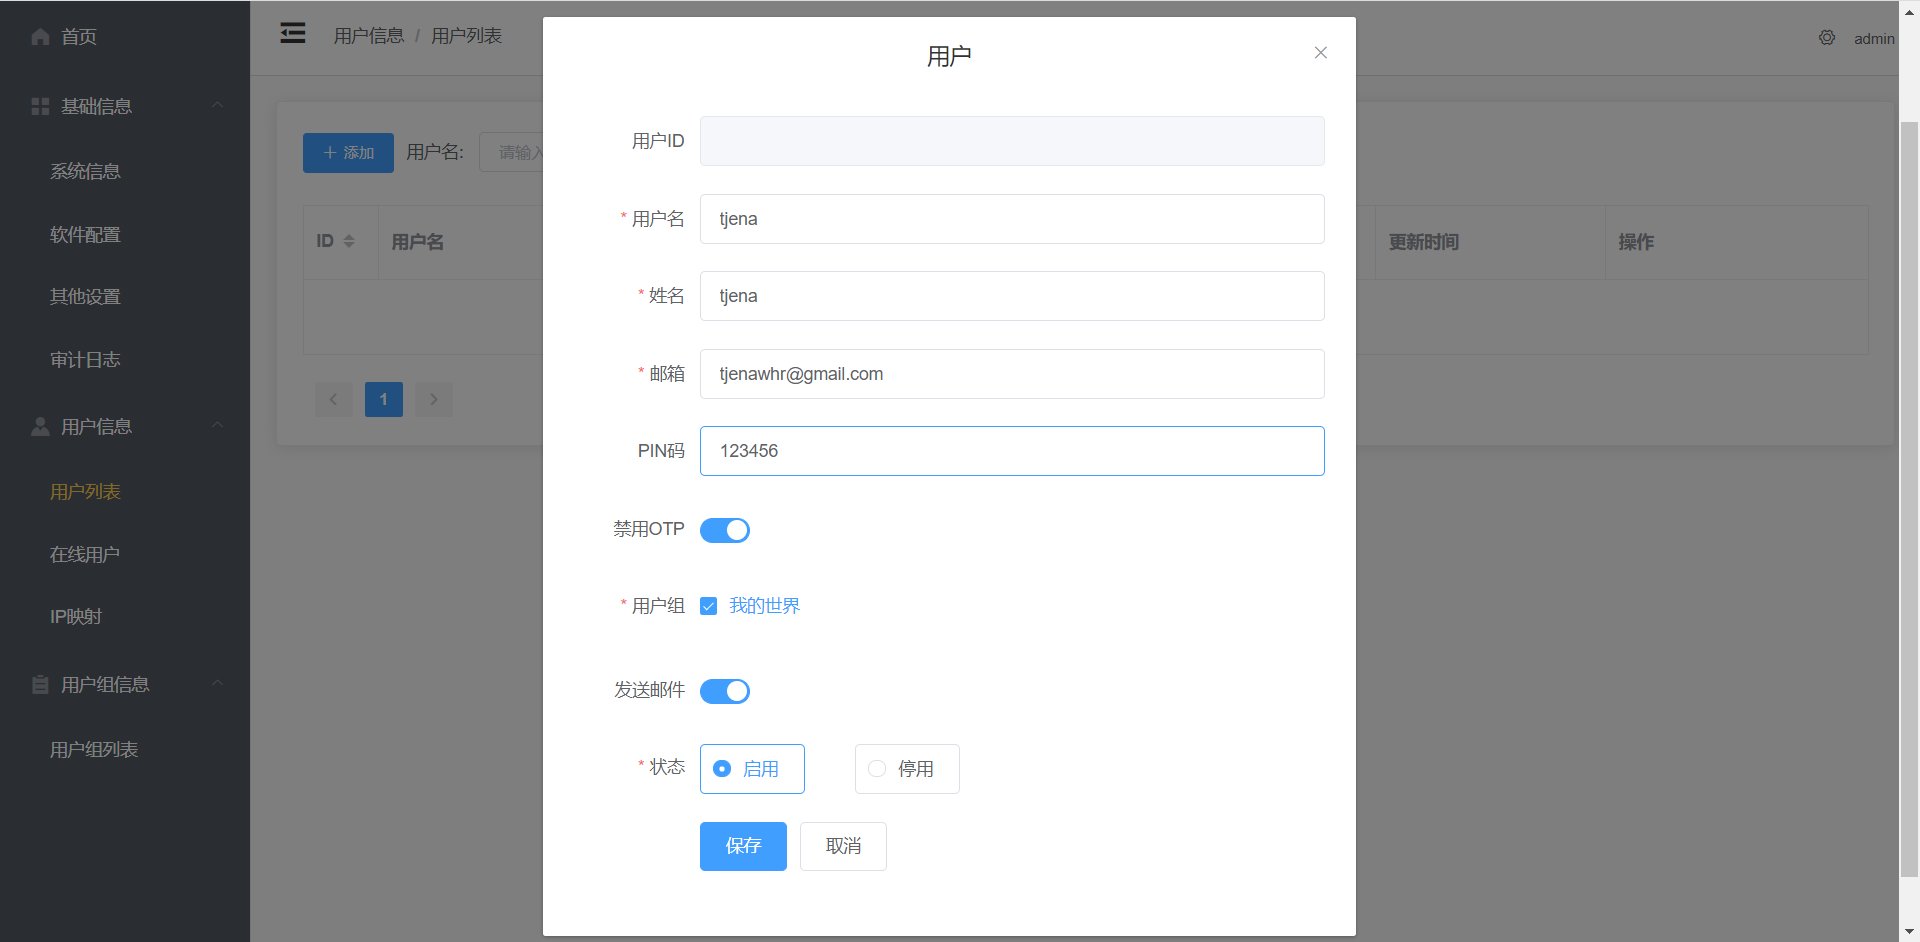 首页
基础信息
系统信息
软件配置
其他设置
审计日志
用户信息
用户列表
在线用户
IP映射
用户组信息
用户组列表
用户信息 / 用户列表
admin
添加 用户名: 请输入
ID 用户名 更新时间 操作
1
用户
用户ID
* 用户名 tjena
* 姓名 tjena
* 邮箱 tjenawhr@gmail.com
PIN码 123456
禁用OTP
* 用户组 我的世界
发送邮件
* 状态 启用 停用
保存 取消